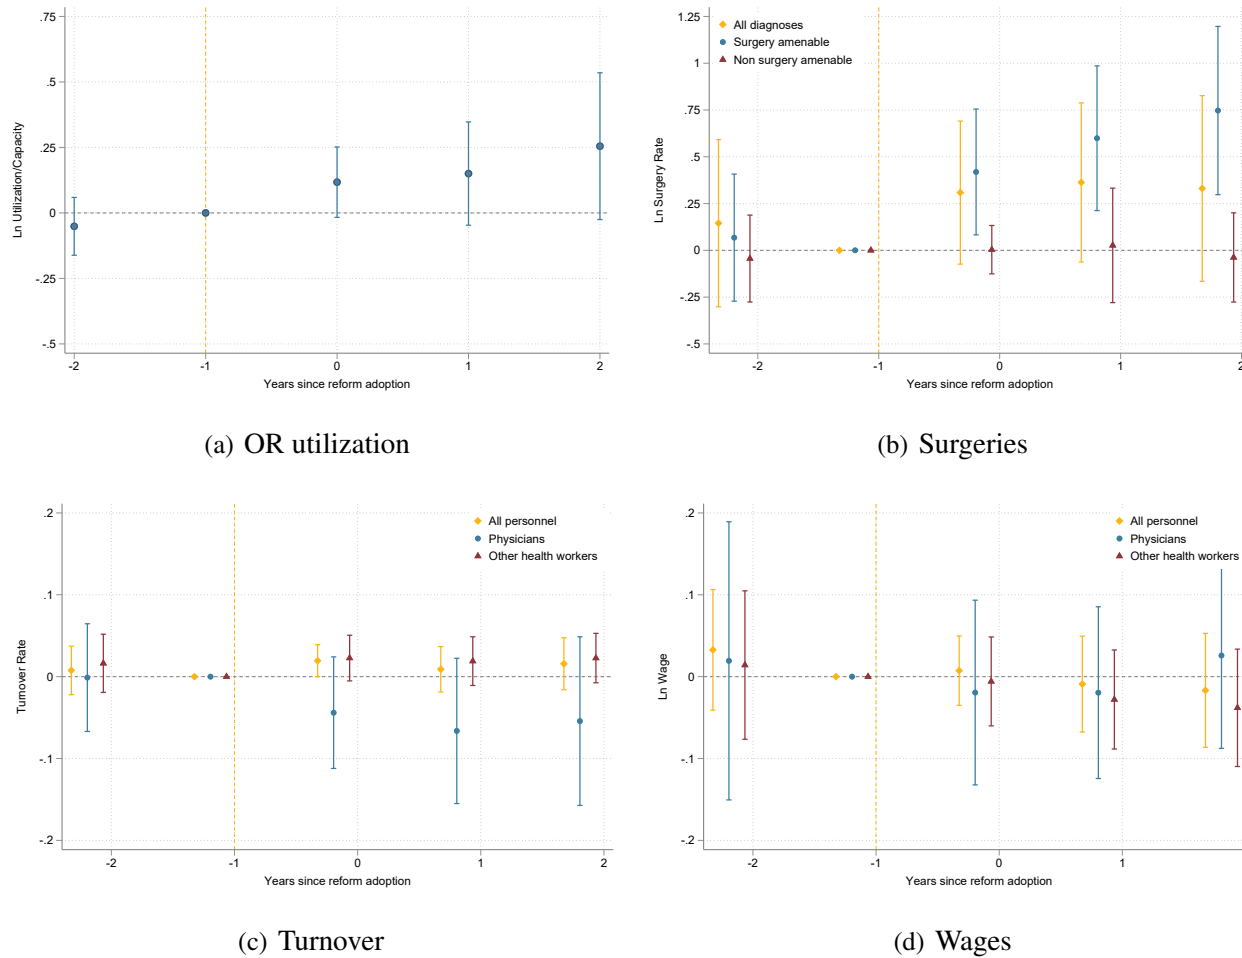 .75
.5
.25
0
-.25
-.5
Ln Utilization/Capacity
-2
-1
0
1
2
Years since reform adoption
(a) OR utilization
1.25
1
.75
.5
.25
0
-.25
-.5
Ln Surgery Rate
All diagnoses
Surgery amenable
Non surgery amenable
-2
-1
0
1
2
Years since reform adoption
(b) Surgeries
.2
.1
0
-.1
-.2
Turnover Rate
All personnel
Physicians
Other health workers
-2
-1
0
1
2
Years since reform adoption
(c) Turnover
.2
.1
0
-.1
-.2
Ln Wage
All personnel
Physicians
Other health workers
-2
-1
0
1
Years since reform adoption
(d) Wages